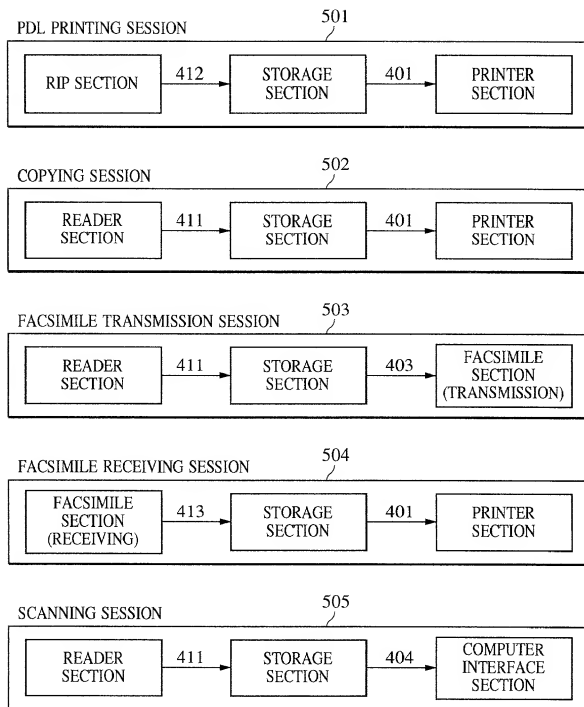 PDL PRINTING SESSION
501
RIP SECTION
412
STORAGE
SECTION
401
PRINTER
SECTION
COPYING SESSION
502
READER
SECTION
411
STORAGE
SECTION
401
PRINTER
SECTION
FACSIMILE TRANSMISSION SESSION
503
READER
SECTION
411
STORAGE
SECTION
403
FACSIMILE
SECTION
(TRANSMISSION)
FACSIMILE RECEIVING SESSION
504
FACSIMILE
SECTION
(RECEIVING)
413
STORAGE
SECTION
401
PRINTER
SECTION
SCANNING SESSION
505
READER
SECTION
411
STORAGE
SECTION
404
COMPUTER
INTERFACE
SECTION